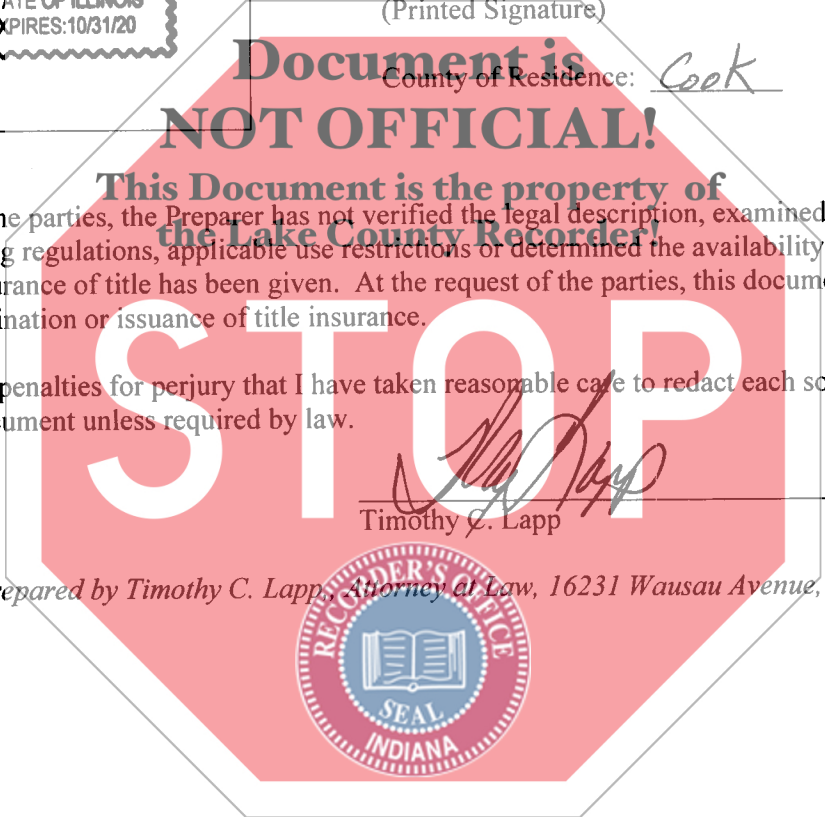 ATE OF ILLINOIS
XPIRES:10/31/20
(Printed Signature)
Document is
County of Residence: Cook
NOT OFFICIAL!
This Document is the property of
he parties, the Preparer has not verified the legal description, examined
the Lake County Recorder!
g regulations, applicable use restrictions or determined the availability
rance of title has been given. At the request of the parties, this docum
ination or issuance of title insurance.
STOP
penalties for perjury that I have taken reasonable care to redact each so
ument unless required by law.
Timothy C. Lapp
epared by Timothy C. Lapp,, Attorney at Law, 16231 Wausau Avenue,
RECORDER'S OFFICE
SEAL
INDIANA